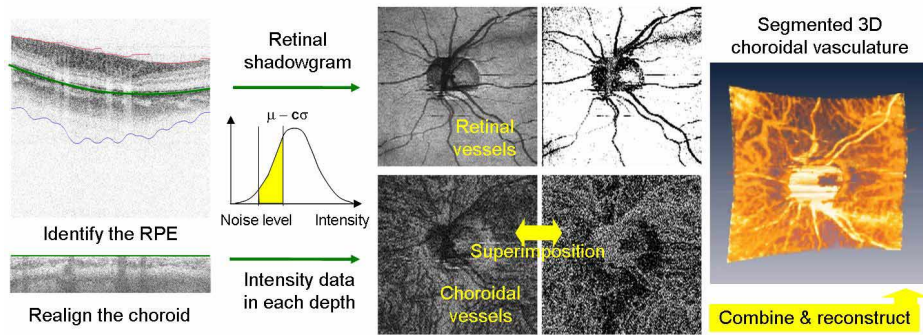 Retinal
shadowgram
μ – cσ
Noise level
Intensity
Identify the RPE
Realign the choroid
Intensity data
in each depth
Retinal
vessels
Superimposition
Choroidal
vessels
Segmented 3D
choroidal vasculature
Combine & reconstruct